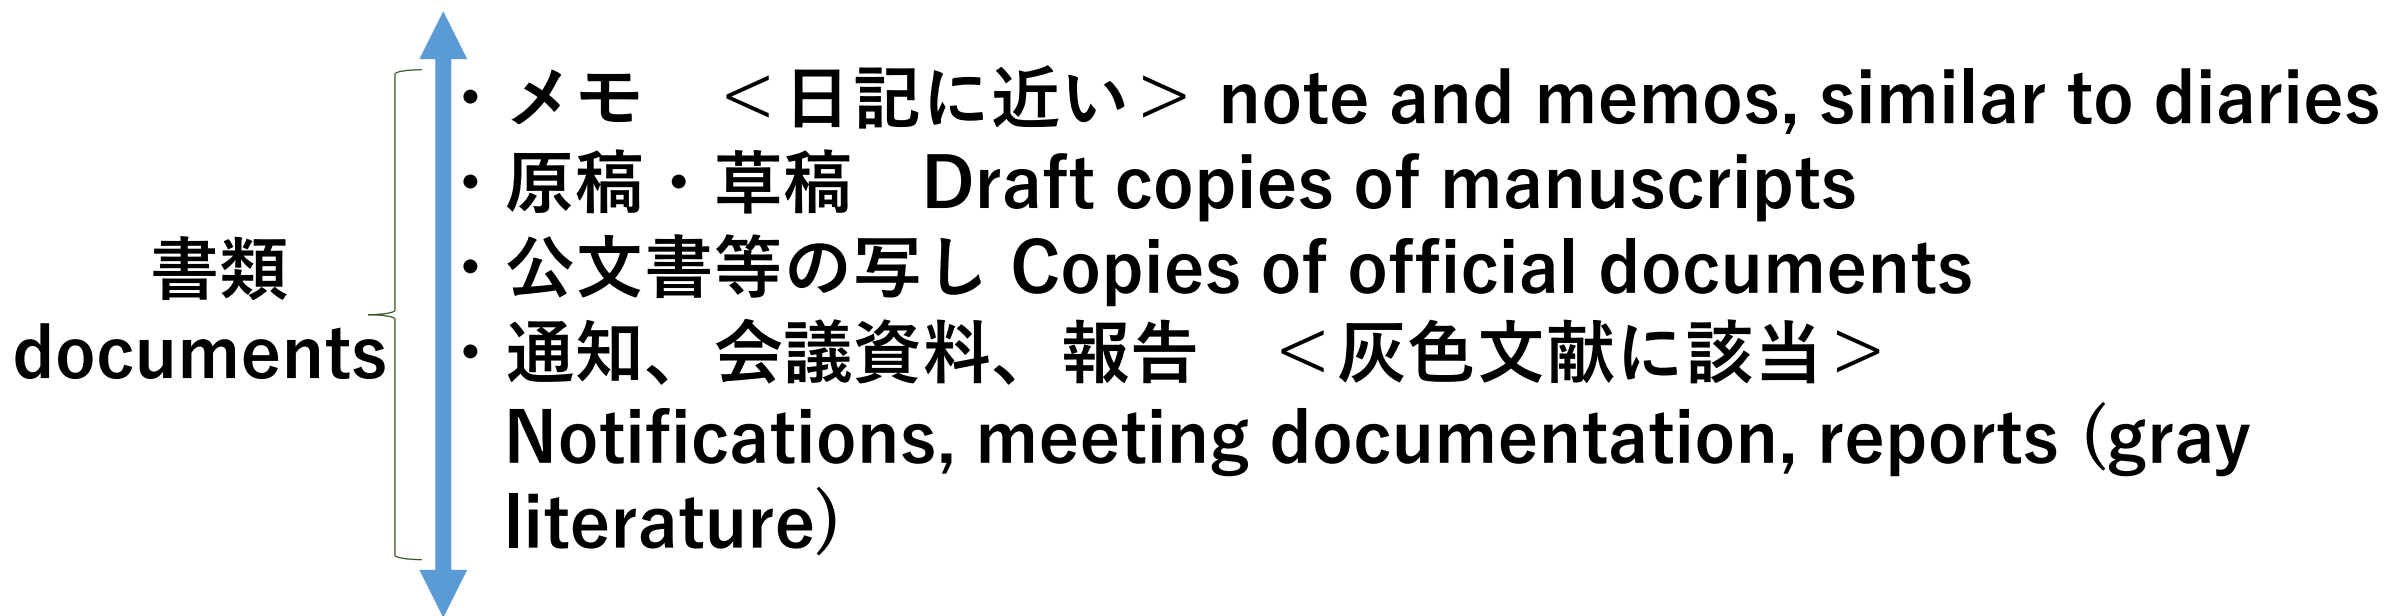 書類
documents
・メモ　＜日記に近い＞ note and memos, similar to diaries
・原稿・草稿　Draft copies of manuscripts
・公文書等の写し Copies of official documents
・通知、会議資料、報告　＜灰色文献に該当＞
Notifications, meeting documentation, reports (gray
literature)